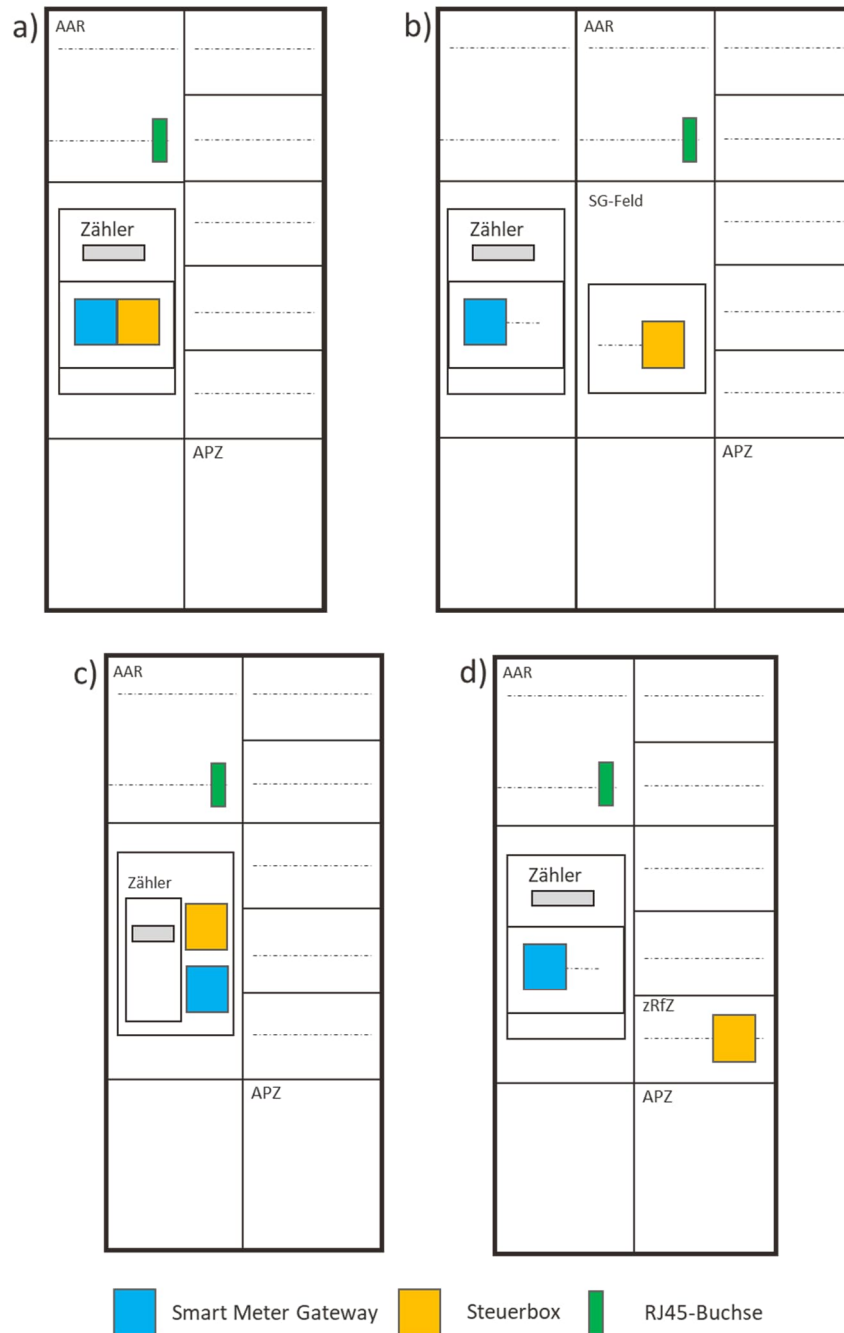 a)
AAR
Zähler
APZ
b)
AAR
Zähler
SG-Feld
APZ
c)
AAR
Zähler
APZ
d)
AAR
Zähler
zRfZ
APZ
Smart Meter Gateway
Steuerbox
RJ45-Buchse